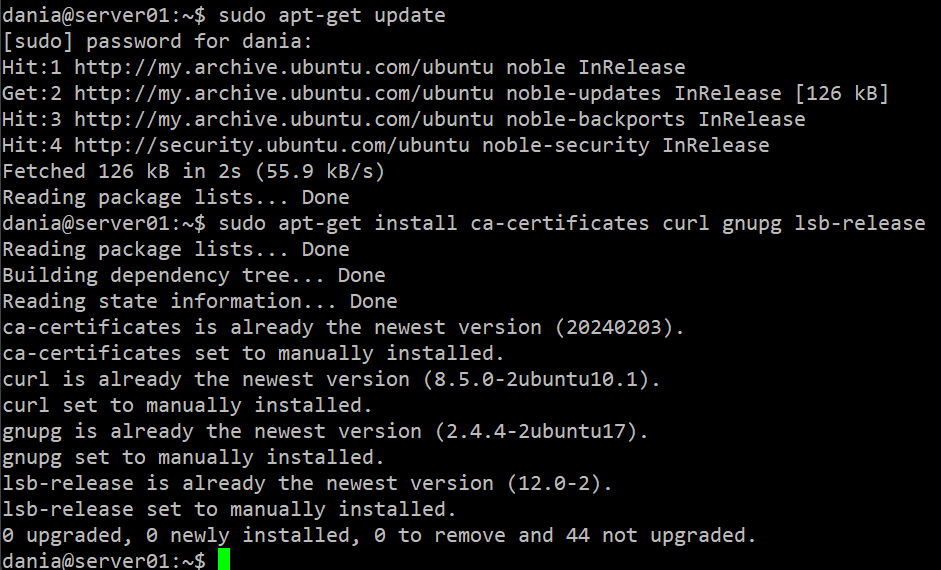 dania@server01:~$ sudo apt-get update
[sudo] password for dania:
Hit:1 http://my.archive.ubuntu.com/ubuntu noble InRelease
Get:2 http://my.archive.ubuntu.com/ubuntu noble-updates InRelease [126 kB]
Hit:3 http://my.archive.ubuntu.com/ubuntu noble-backports InRelease
Hit:4 http://security.ubuntu.com/ubuntu noble-security InRelease
Fetched 126 kB in 2s (55.9 kB/s)
Reading package lists... Done
dania@server01:~$ sudo apt-get install ca-certificates curl gnupg lsb-release
Reading package lists... Done
Building dependency tree... Done
Reading state information... Done
ca-certificates is already the newest version (20240203).
ca-certificates set to manually installed.
curl is already the newest version (8.5.0-2ubuntu10.1).
curl set to manually installed.
gnupg is already the newest version (2.4.4-2ubuntu17).
gnupg set to manually installed.
lsb-release is already the newest version (12.0-2).
lsb-release set to manually installed.
0 upgraded, 0 newly installed, 0 to remove and 44 not upgraded.
dania@server01:~$